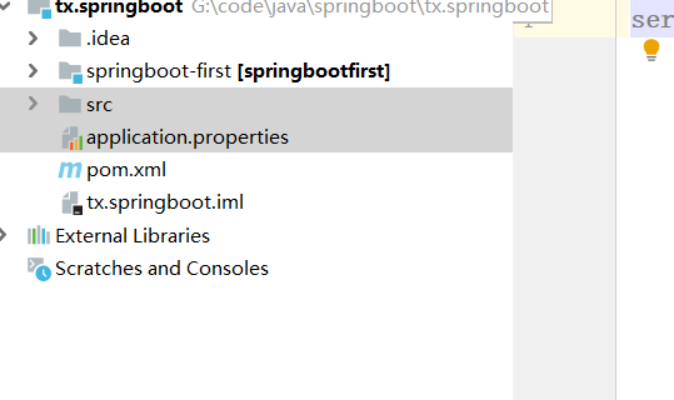 tx.springboot G:\code\java\springboot\tx.springboot
ser
.idea
springboot-first [springbootfirst]
src
application.properties
pom.xml
tx.springboot.iml
External Libraries
Scratches and Consoles